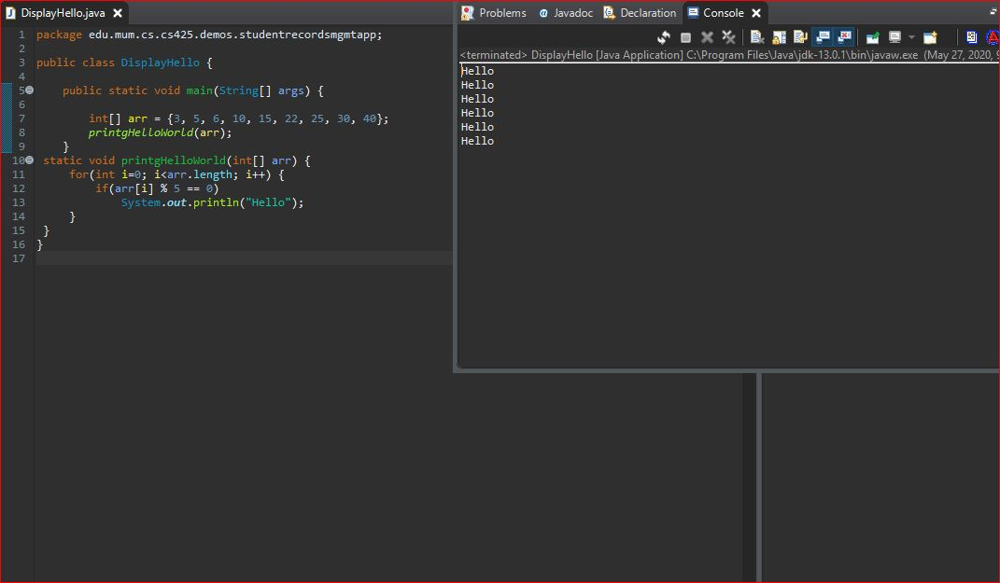 DisplayHello.java
1 package edu.mum.cs.cs425.demos.studentrecordsmgmtapp;
2
3 public class DisplayHello {
4
5 public static void main(String[] args) {
6
7 int[] arr = {3, 5, 6, 10, 15, 22, 25, 30, 40};
8 printgHelloWorld(arr);
9 }
10 static void printgHelloWorld(int[] arr) {
11 for(int i=0; i<arr.length; i++) {
12 if(arr[i] % 5 == 0)
13 System.out.println("Hello");
14 }
15 }
16 }
17
Problems @ Javadoc Declaration Console
<terminated> DisplayHello [Java Application] C:\Program Files\Java\jdk-13.0.1\bin\javaw.exe (May 27, 2020, 9
Hello
Hello
Hello
Hello
Hello
Hello